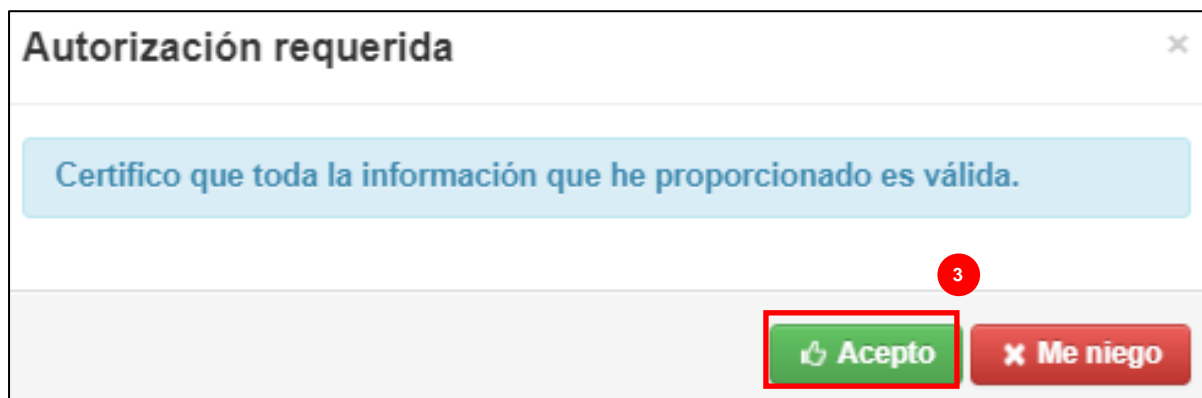 Autorización requerida ×
Certifico que toda la información que he proporcionado es válida.
3
Acepto
Me niego